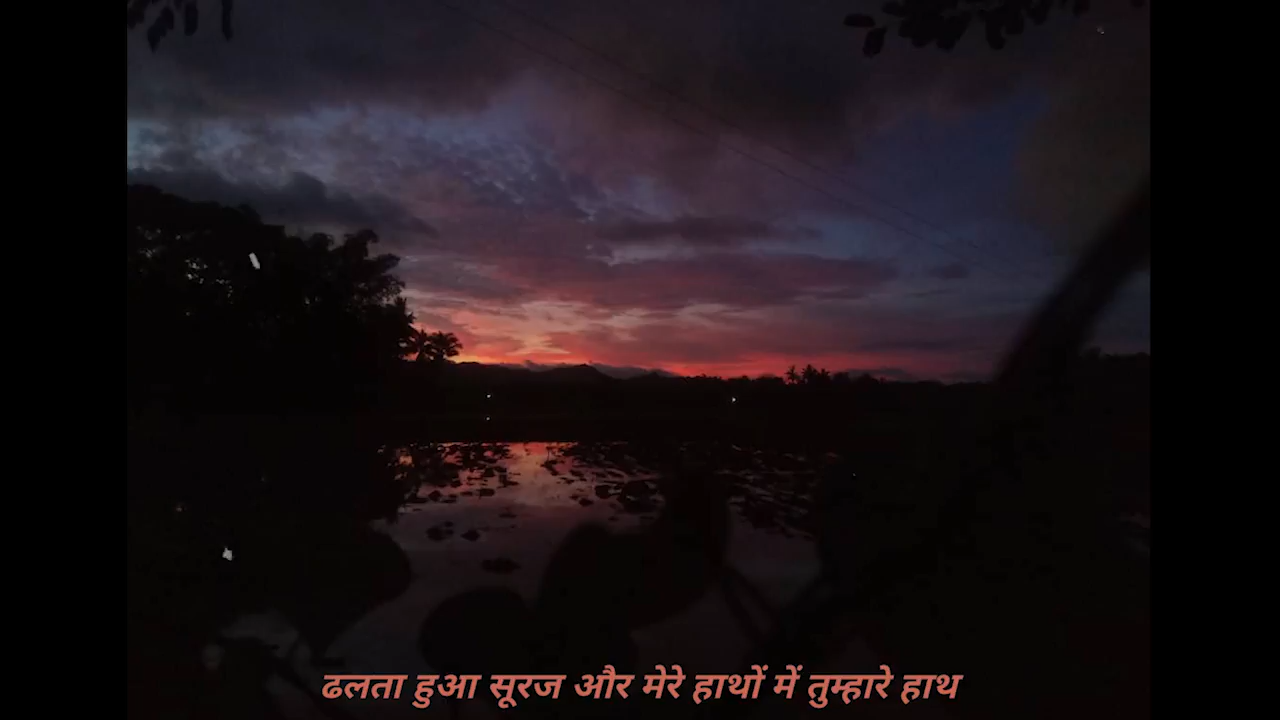 ढलता हुआ सूरज और मेरे हाथों में तुम्हारे हाथ